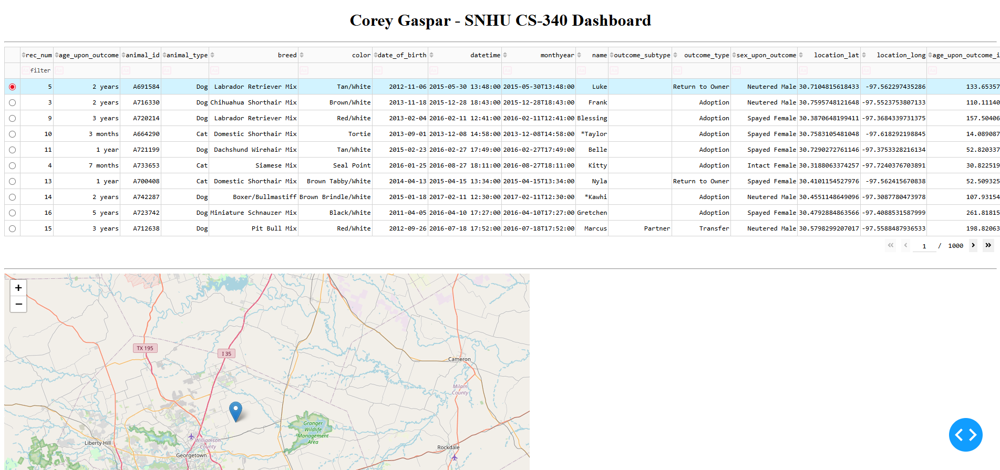 Corey Gaspar - SNHU CS-340 Dashboard
rec_num age_upon_outcome animal_id animal_type breed color date_of_birth datetime monthyear name outcome_subtype outcome_type sex_upon_outcome location_lat location_long age_upon_outcome_i
filter
5 2 years A691584 Dog Labrador Retriever Mix Tan/White 2012-11-06 2015-05-30 13:48:00 2015-05-30T13:48:00 Luke Return to Owner Neutered Male 30.7104815618433 -97.562297435286 133.65357
3 2 years A716330 Dog Chihuahua Shorthair Mix Brown/White 2013-11-18 2015-12-28 18:43:00 2015-12-28T18:43:00 Frank Adoption Neutered Male 30.7595748121648 -97.5523753807133 110.11140
9 3 years A720214 Dog Labrador Retriever Mix Red/White 2013-02-04 2016-02-11 12:41:00 2016-02-11T12:41:00 Blessing Adoption Spayed Female 30.3870648199411 -97.3684339731375 157.50406
10 3 months A664290 Cat Domestic Shorthair Mix Tortie 2013-09-01 2013-12-08 14:58:00 2013-12-08T14:58:00 *Taylor Adoption Spayed Female 30.7583105481048 -97.618292198845 14.089087
11 1 year A721199 Dog Dachshund Wirehair Mix Tan/White 2015-02-23 2016-02-27 17:49:00 2016-02-27T17:49:00 Belle Adoption Spayed Female 30.7290272761146 -97.3753328216134 52.820337
4 7 months A733653 Cat Siamese Mix Seal Point 2016-01-25 2016-08-27 18:11:00 2016-08-27T18:11:00 Kitty Adoption Intact Female 30.3188063374257 -97.7240376703891 30.822519
13 1 year A700408 Cat Domestic Shorthair Mix Brown Tabby/White 2014-04-13 2015-04-15 13:34:00 2015-04-15T13:34:00 Nyla Return to Owner Spayed Female 30.4101154527976 -97.562415670838 52.509325
14 2 years A742287 Dog Boxer/Bullmastiff Brown Brindle/White 2015-01-18 2017-02-11 12:30:00 2017-02-11T12:30:00 *Kawhi Adoption Neutered Male 30.4551148649096 -97.3087780473978 107.93154
16 5 years A723742 Dog Miniature Schnauzer Mix Black/White 2011-04-05 2016-04-10 17:27:00 2016-04-10T17:27:00 Gretchen Adoption Spayed Female 30.4792884863566 -97.4088531587999 261.81815
15 3 years A712638 Dog Pit Bull Mix Red/White 2012-09-26 2016-07-18 17:52:00 2016-07-18T17:52:00 Marcus Partner Transfer Neutered Male 30.5798299207017 -97.5588487936533 198.82063
1 / 1000
+
−
TX 195
I 35
Cameron
Milam
County
Granger
Wildlife
Management
Area
Williamson
County
Liberty Hill
Georgetown
Rockdale